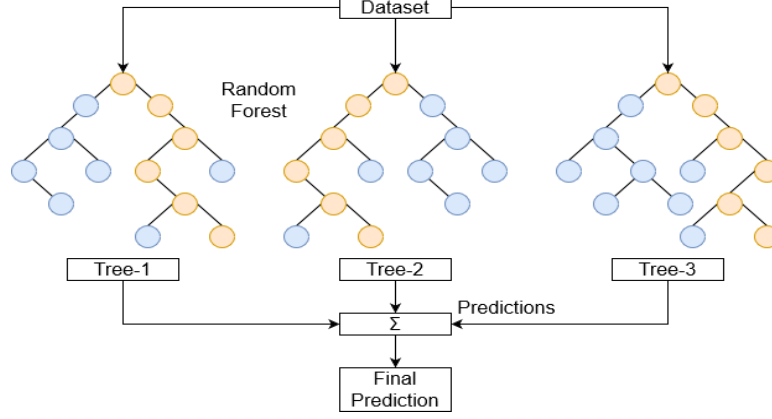 Dataset
Random
Forest
Tree-1
Tree-2
Tree-3
Predictions
Σ
Final
Prediction